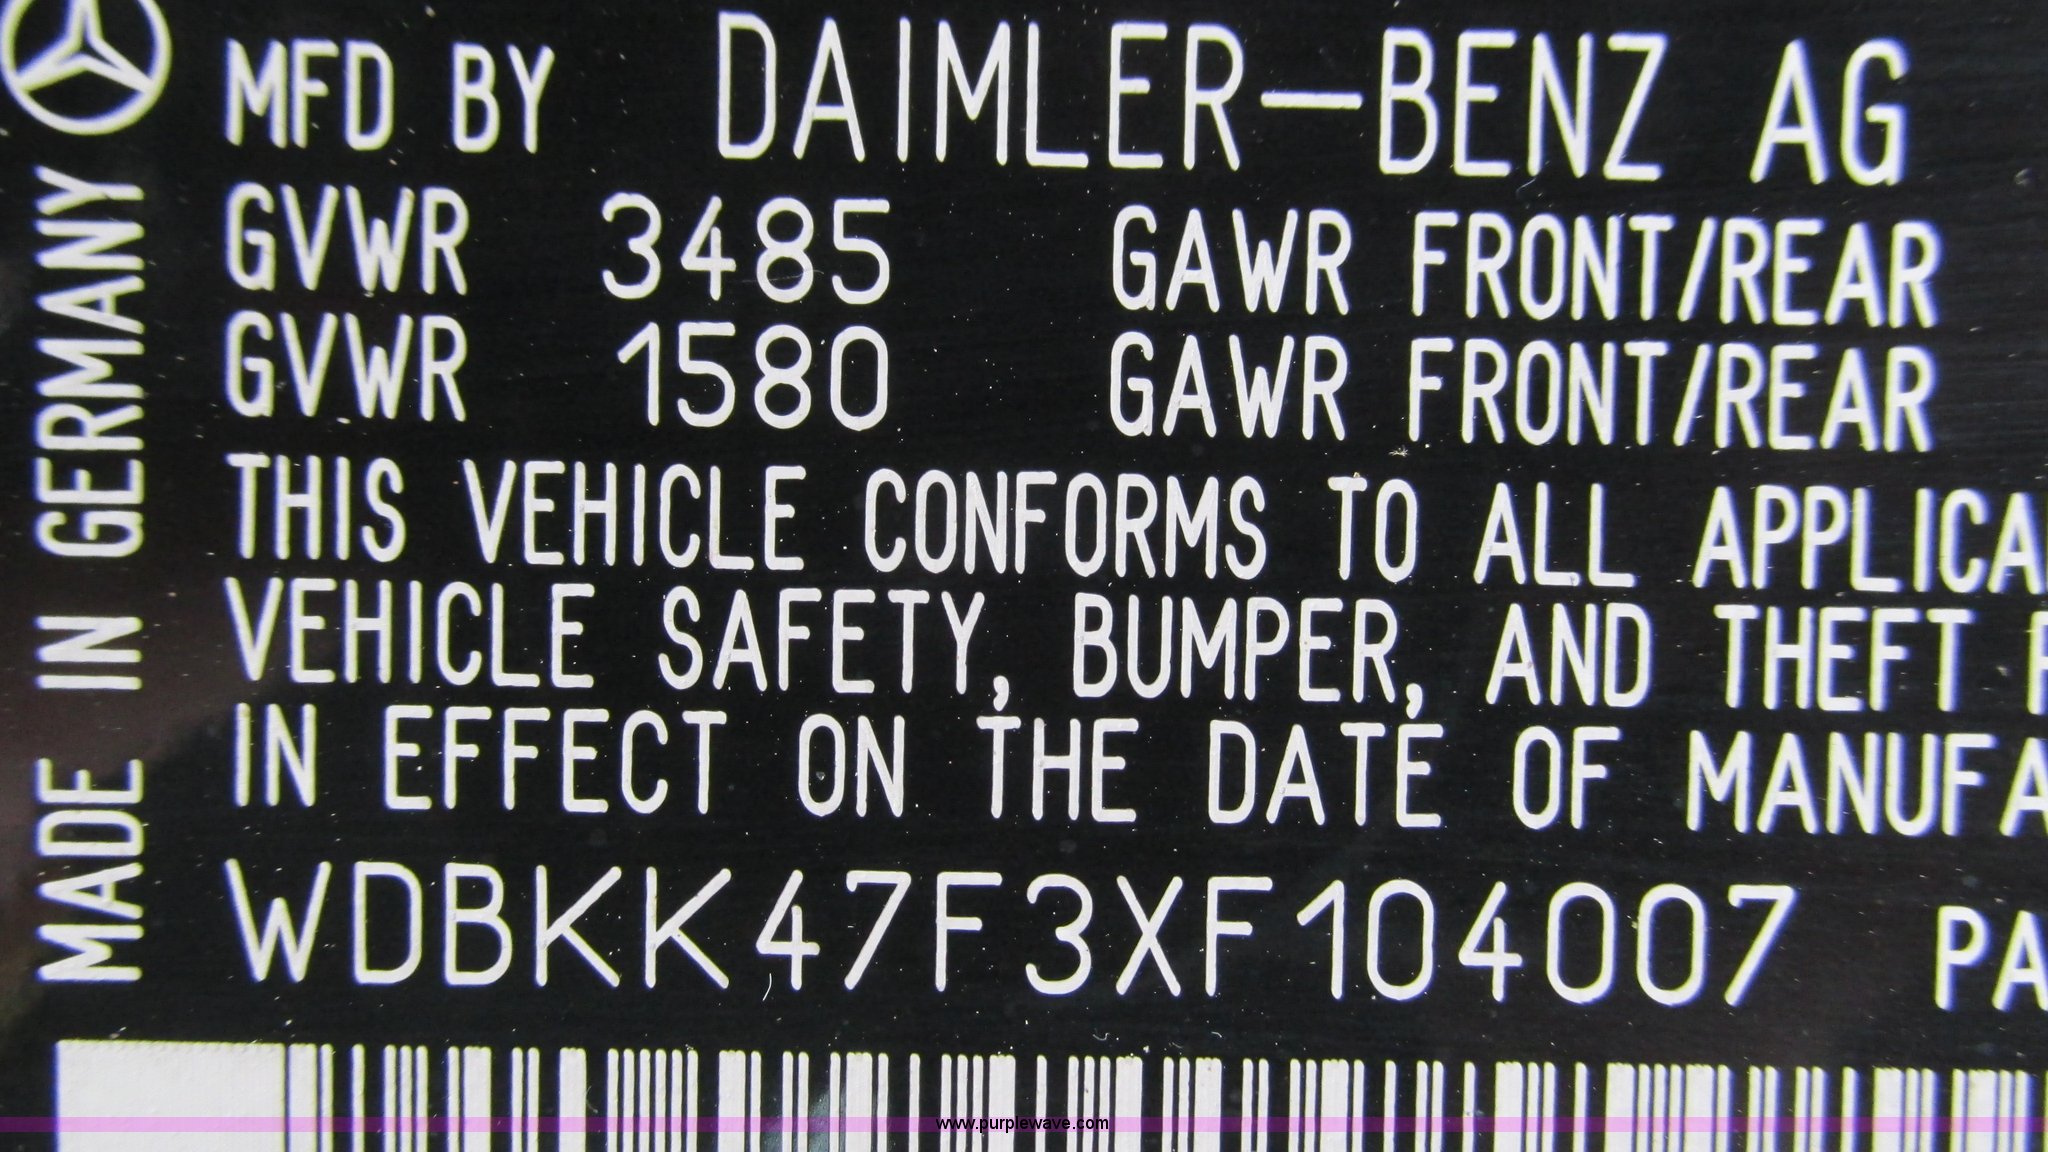 MFD BY DAIMLER-BENZ AG
GVWR 3485 GAWR FRONT/REAR
GVWR 1580 GAWR FRONT/REAR
THIS VEHICLE CONFORMS TO ALL APPLICA
VEHICLE SAFETY, BUMPER, AND THEFT P
IN EFFECT ON THE DATE OF MANUFA
WDBKK47F3XF104007 PA
MADE IN GERMANY
www.purplewave.com